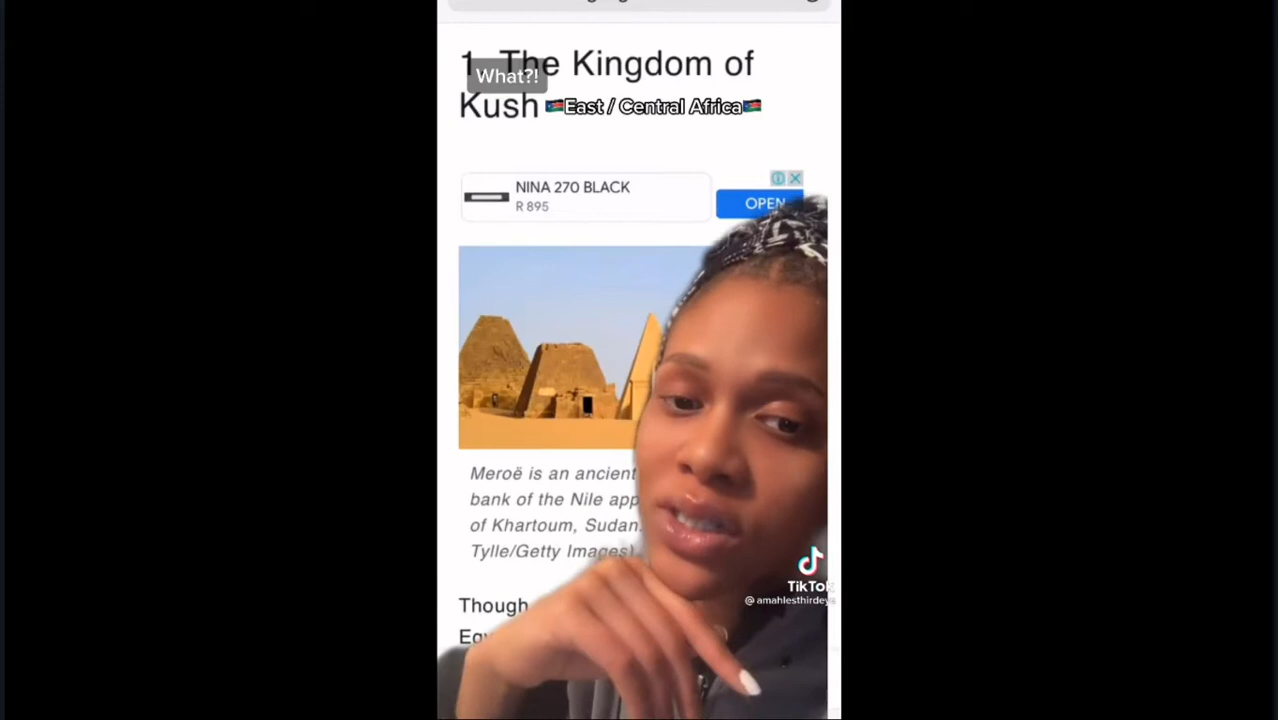 1. The Kingdom of
What?!
Kush
East / Central Africa
NINA 270 BLACK
R 895
OPEN
Meroë is an ancient
bank of the Nile app
of Khartoum, Sudan.
Tylle/Getty Images)
Though
TikTok
@ amahlesthirdeye